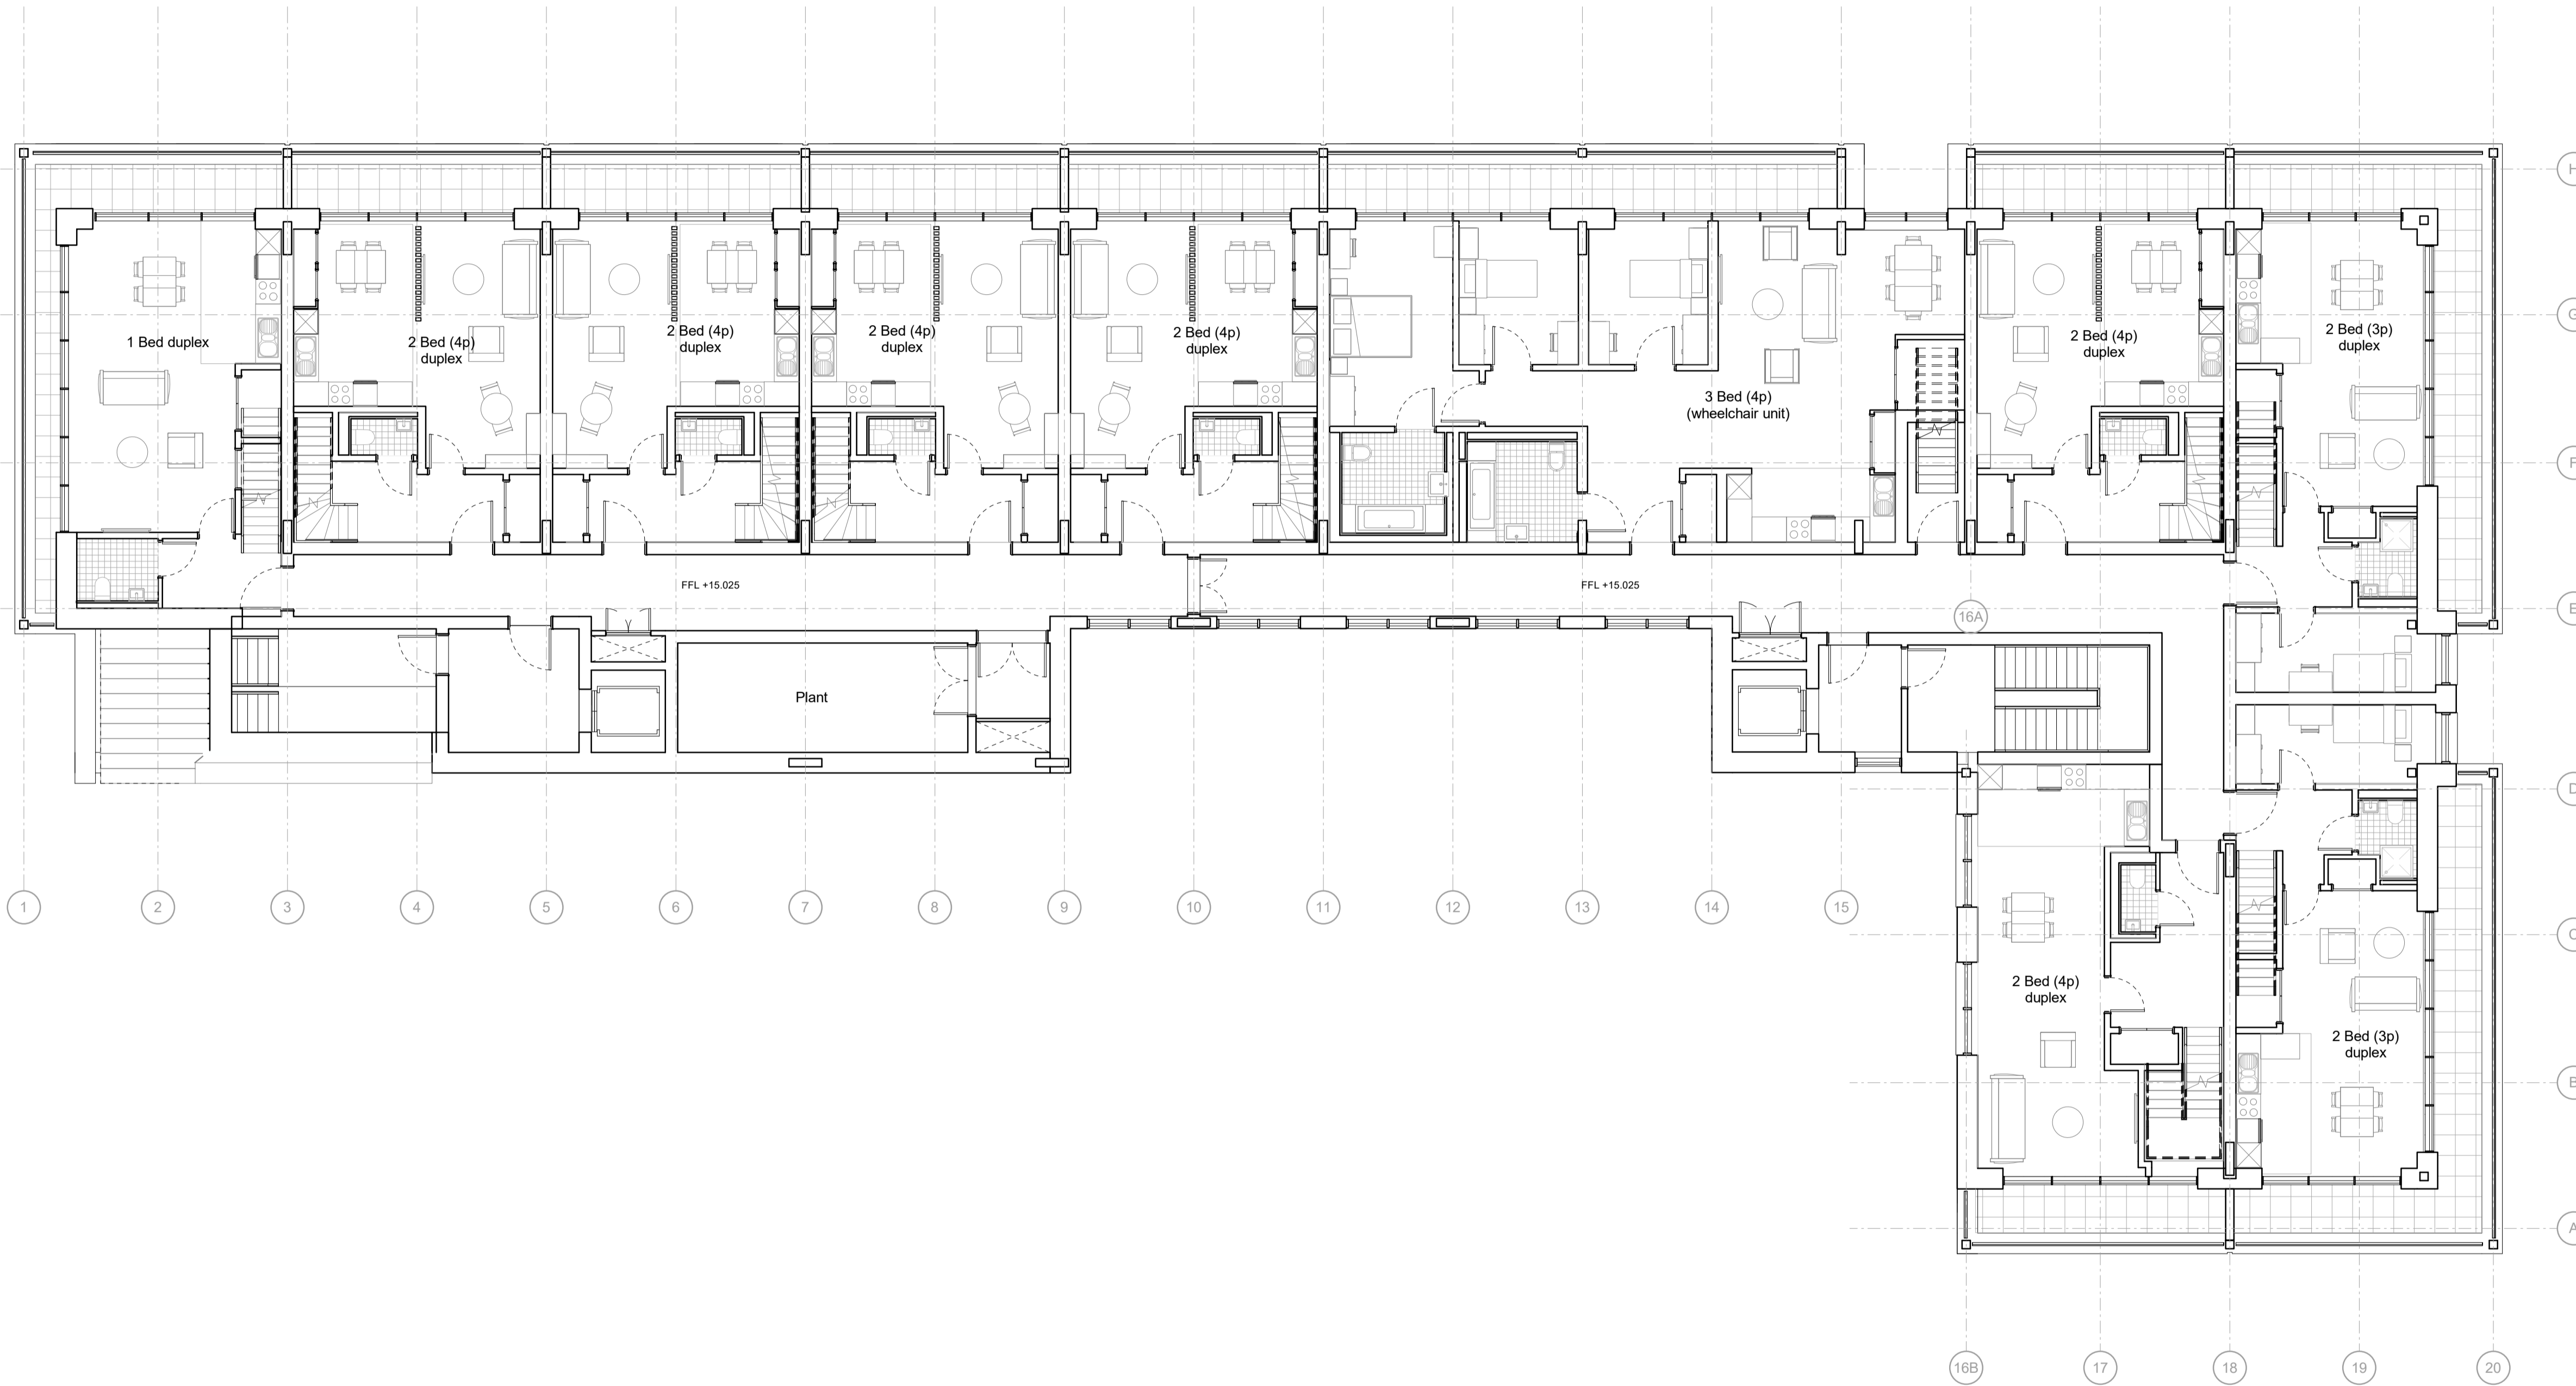 H
G
1 Bed duplex
2 Bed (4p)
duplex
2 Bed (4p)
duplex
2 Bed (4p)
duplex
2 Bed (4p)
duplex
3 Bed (4p)
(wheelchair unit)
2 Bed (4p)
duplex
2 Bed (3p)
duplex
F
FFL +15.025
FFL +15.025
E
16A
Plant
D
1
2
3
4
5
6
7
8
9
10
11
12
13
14
15
C
2 Bed (4p)
duplex
2 Bed (3p)
duplex
B
A
16B
17
18
19
20